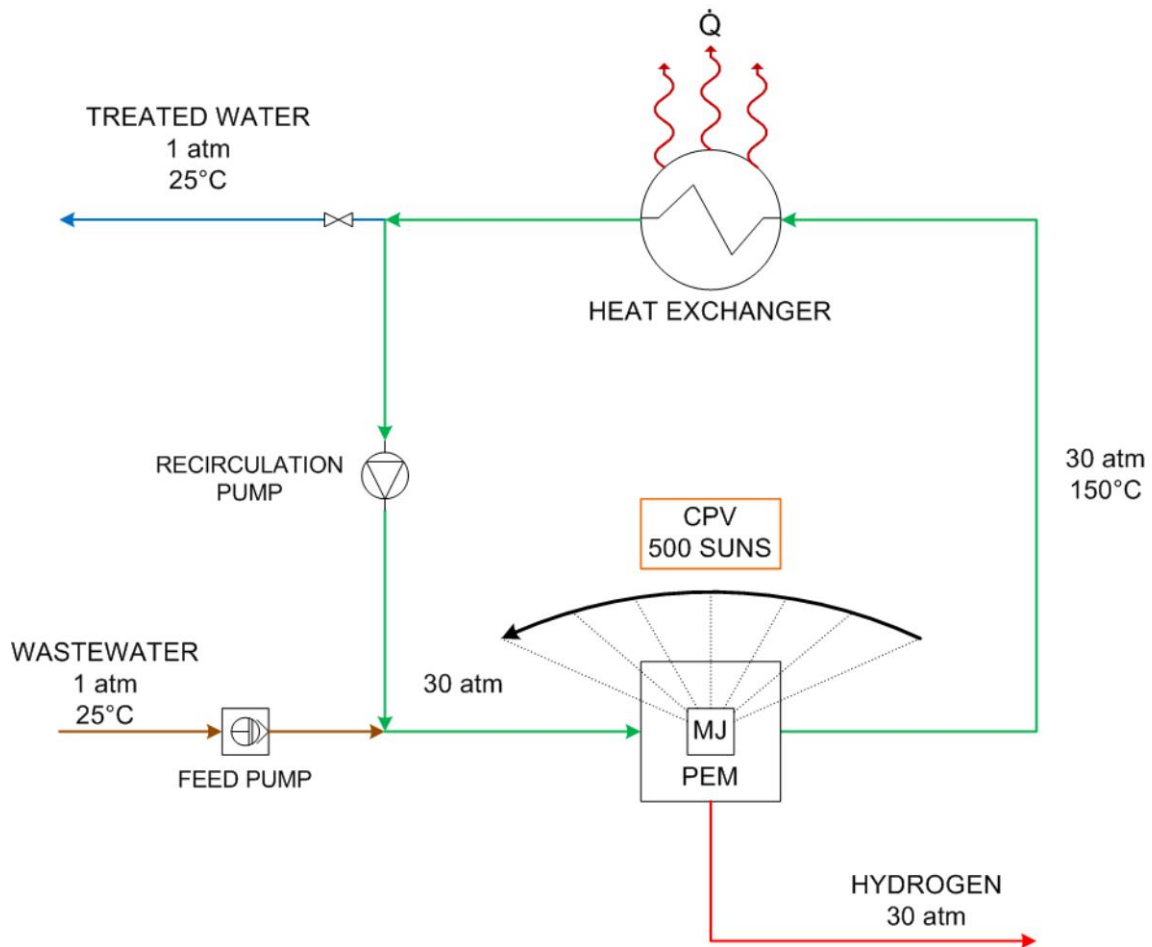 Q̇
TREATED WATER
1 atm
25°C
HEAT EXCHANGER
RECIRCULATION
PUMP
30 atm
150°C
CPV
500 SUNS
WASTEWATER
1 atm
25°C
30 atm
MJ
PEM
FEED PUMP
HYDROGEN
30 atm